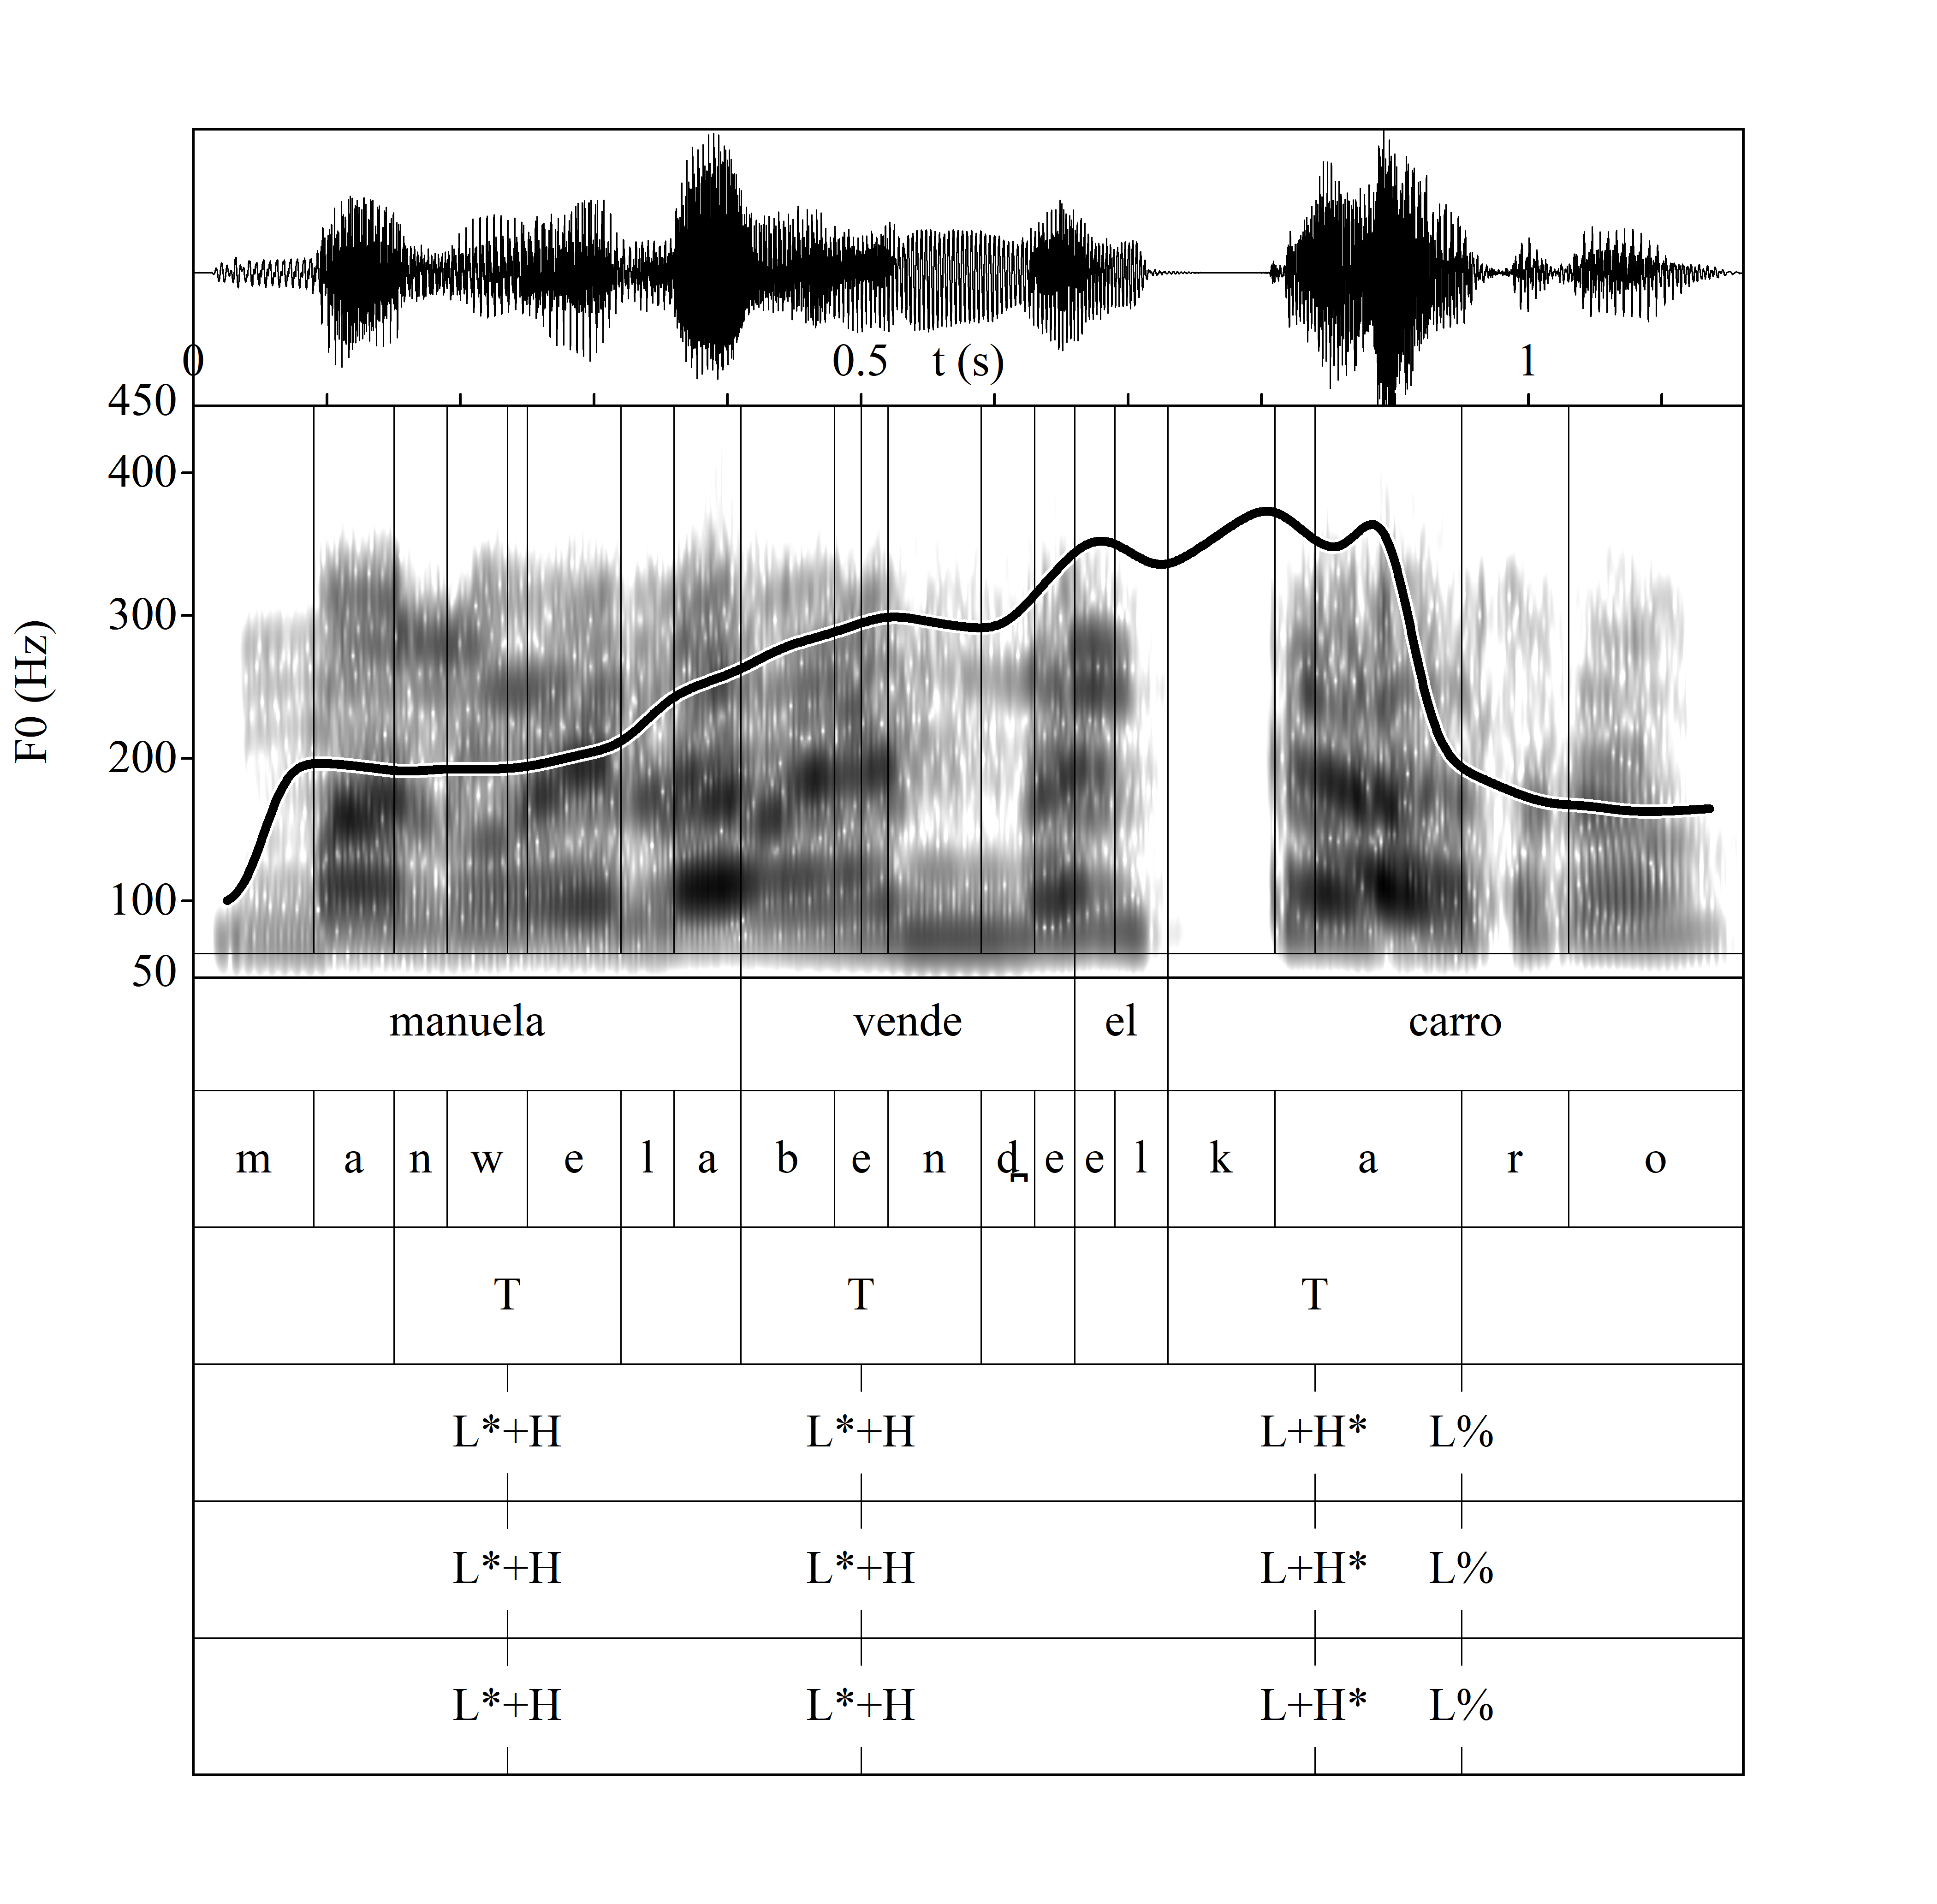 0 0.5 t (s) 1
450
400
300
200
100
50
F0 (Hz)
manuela vende el carro
m a n w e l a b e n d̪ e e l k a r o
T T T
L*+H L*+H L+H* L%
L*+H L*+H L+H* L%
L*+H L*+H L+H* L%